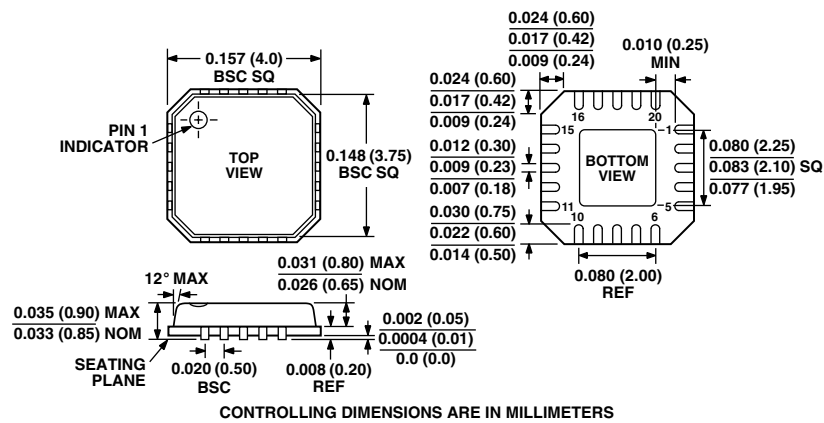 0.157 (4.0)
BSC SQ
PIN 1
INDICATOR
TOP
VIEW
0.148 (3.75)
BSC SQ
0.024 (0.60)
0.017 (0.42)
0.009 (0.24)
0.010 (0.25)
MIN
0.024 (0.60)
0.017 (0.42)
0.009 (0.24)
16
20
15
1
0.012 (0.30)
0.009 (0.23)
0.007 (0.18)
BOTTOM
VIEW
0.080 (2.25)
0.083 (2.10) SQ
0.077 (1.95)
11
10
6
5
0.030 (0.75)
0.022 (0.60)
0.014 (0.50)
0.080 (2.00)
REF
12° MAX
0.031 (0.80) MAX
0.026 (0.65) NOM
0.035 (0.90) MAX
0.033 (0.85) NOM
SEATING
PLANE
0.020 (0.50)
BSC
0.008 (0.20)
REF
0.002 (0.05)
0.0004 (0.01)
0.0 (0.0)
CONTROLLING DIMENSIONS ARE IN MILLIMETERS